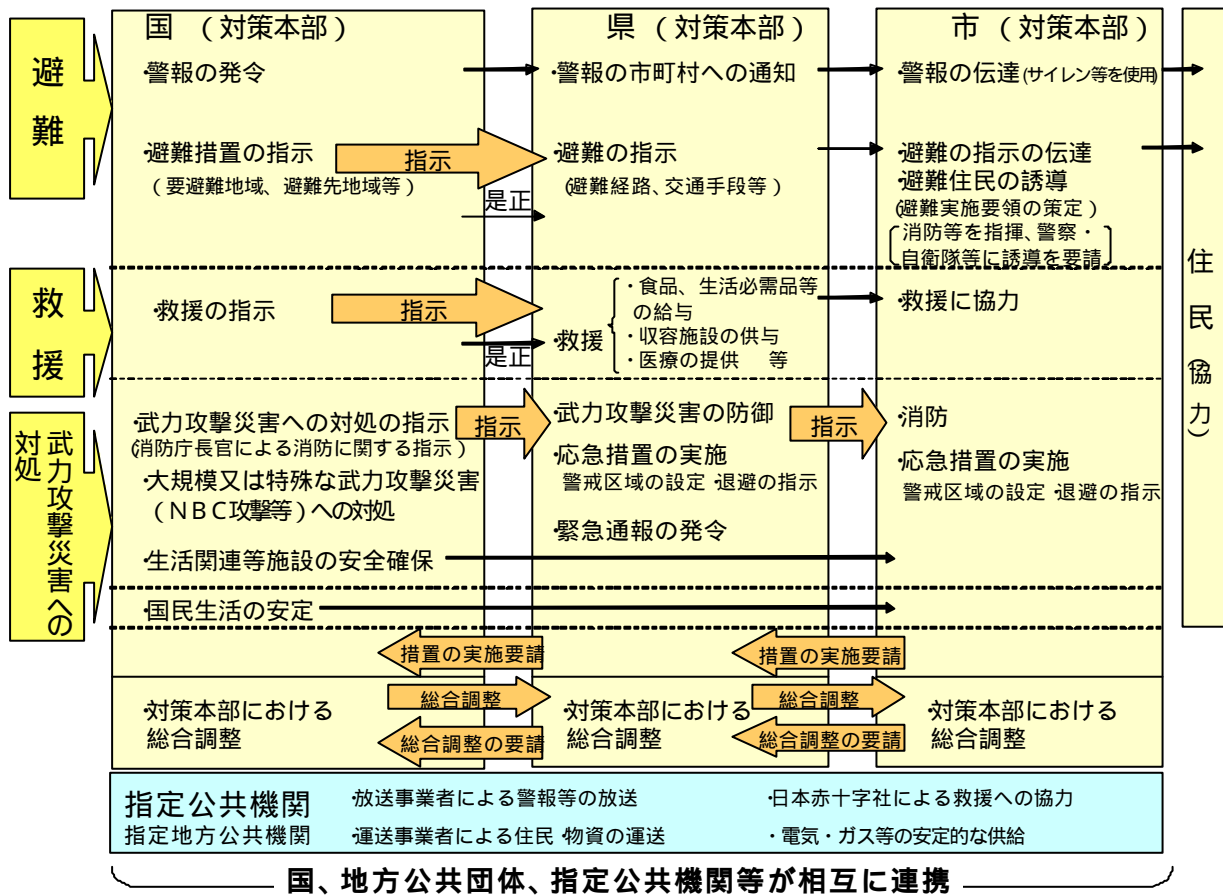 避難
国 (対策本部)
県 (対策本部)
市 (対策本部)
・警報の発令
・警報の市町村への通知
・警報の伝達(サイレン等を使用)
・避難措置の指示
(要避難地域、避難先地域等)
指示
是正
・避難の指示
(避難経路、交通手段等)
・避難の指示の伝達
・避難住民の誘導
(避難実施要領の策定)
消防等を指揮、警察・
自衛隊等に誘導を要請
救援
・救援の指示
指示
是正
・救援
・食品、生活必需品等
の給与
・収容施設の供与
・医療の提供 等
・救援に協力
武力攻撃災害への
対処
・武力攻撃災害への対処の指示
(消防庁長官による消防に関する指示)
・大規模又は特殊な武力攻撃災害
(NBC攻撃等)への対処
・生活関連等施設の安全確保
・国民生活の安定
指示
・武力攻撃災害の防御
・応急措置の実施
警戒区域の設定・退避の指示
・緊急通報の発令
指示
・消防
・応急措置の実施
警戒区域の設定・退避の指示
住民(協力)
措置の実施要請
措置の実施要請
・対策本部における
総合調整
総合調整
総合調整の要請
・対策本部における
総合調整
総合調整
総合調整の要請
・対策本部における
総合調整
指定公共機関
指定地方公共機関
・放送事業者による警報等の放送
・運送事業者による住民・物資の運送
・日本赤十字社による救援への協力
・電気・ガス等の安定的な供給
国、地方公共団体、指定公共機関等が相互に連携